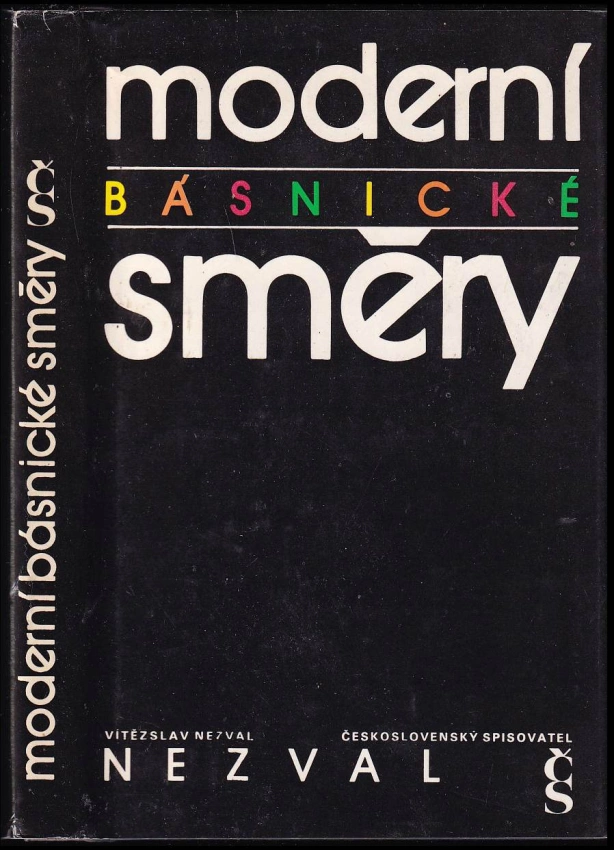 moderní
BÁSNICKÉ
směry
VÍTĚZSLAV NEZVAL
ČESKOSLOVENSKÝ SPISOVATEL
NEZVAL
ČS
moderní básnické směry ČS